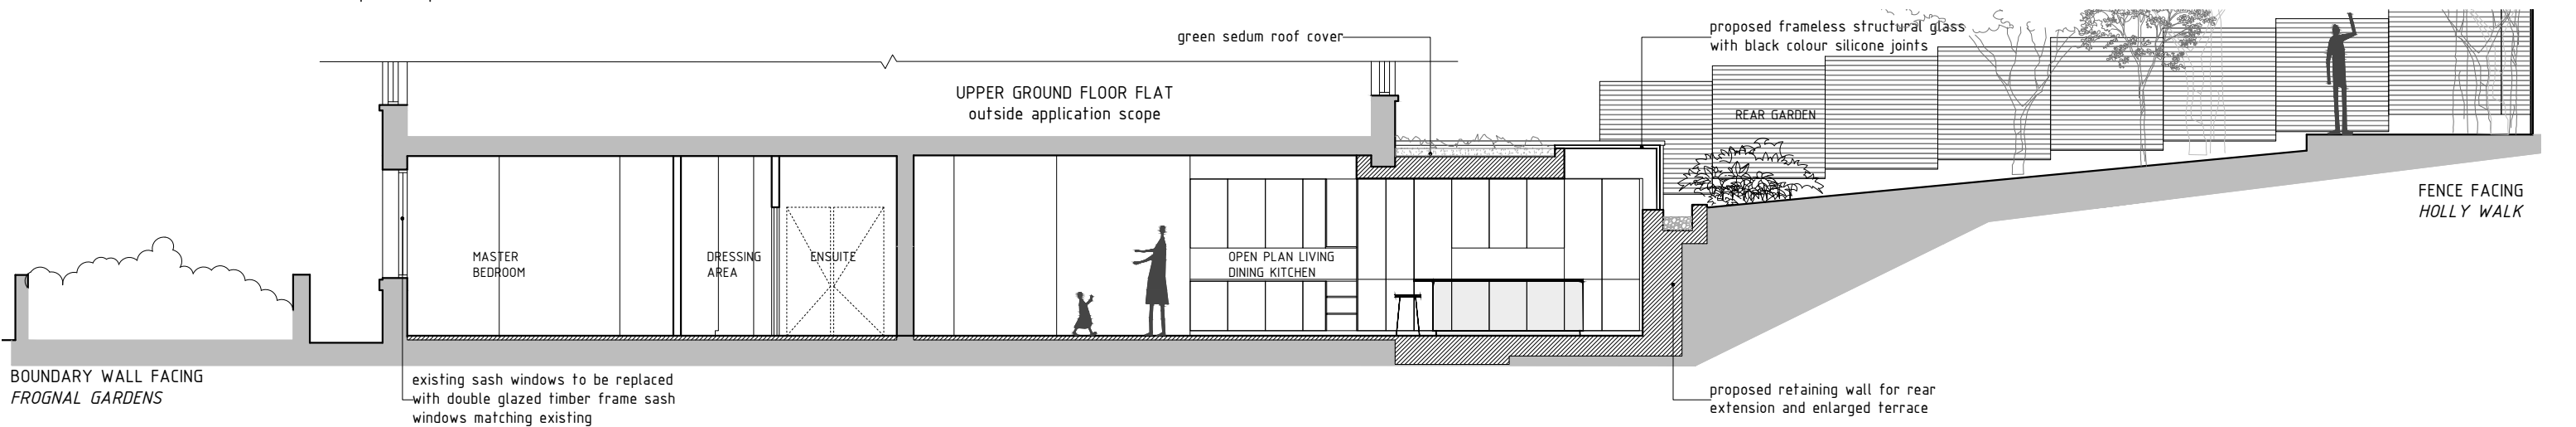 green sedum roof cover
proposed frameless structural glass
with black colour silicone joints
UPPER GROUND FLOOR FLAT
outside application scope
REAR GARDEN
FENCE FACING
HOLLY WALK
MASTER
BEDROOM
DRESSING
AREA
ENSUITE
OPEN PLAN LIVING
DINING KITCHEN
BOUNDARY WALL FACING
FROGNAL GARDENS
existing sash windows to be replaced
with double glazed timber frame sash
windows matching existing
proposed retaining wall for rear
extension and enlarged terrace